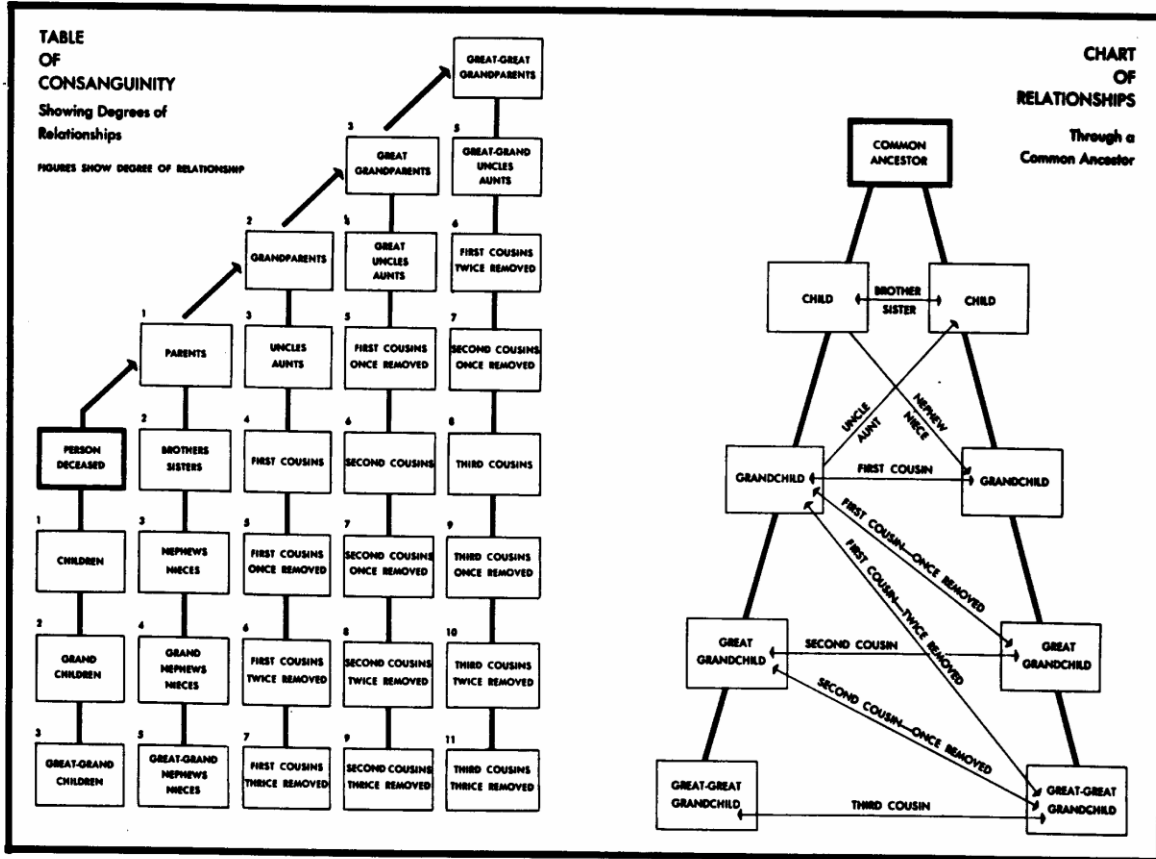 TABLE
OF
CONSANGUINITY
Showing Degrees of
Relationships
FIGURES SHOW DEGREE OF RELATIONSHIP
GREAT-GREAT
GRANDPARENTS
3
GREAT
GRANDPARENTS
5
GREAT-GRAND
UNCLES
AUNTS
2
GRANDPARENTS
4
GREAT
UNCLES
AUNTS
6
FIRST COUSINS
TWICE REMOVED
1
PARENTS
3
UNCLES
AUNTS
5
FIRST COUSINS
ONCE REMOVED
7
SECOND COUSINS
ONCE REMOVED
PERSON
DECEASED
2
BROTHERS
SISTERS
4
FIRST COUSINS
6
SECOND COUSINS
8
THIRD COUSINS
1
CHILDREN
3
NEPHEWS
NIECES
5
FIRST COUSINS
ONCE REMOVED
7
SECOND COUSINS
ONCE REMOVED
9
THIRD COUSINS
ONCE REMOVED
2
GRAND
CHILDREN
4
GRAND
NEPHEWS
NIECES
6
FIRST COUSINS
TWICE REMOVED
8
SECOND COUSINS
TWICE REMOVED
10
THIRD COUSINS
TWICE REMOVED
3
GREAT-GRAND
CHILDREN
5
GREAT-GRAND
NEPHEWS
NIECES
7
FIRST COUSINS
THRICE REMOVED
9
SECOND COUSINS
THRICE REMOVED
11
THIRD COUSINS
THRICE REMOVED
CHART
OF
RELATIONSHIPS
Through a
Common Ancestor
COMMON
ANCESTOR
CHILD
BROTHER
SISTER
CHILD
UNCLE
AUNT
NEPHEW
NIECE
GRANDCHILD
FIRST COUSIN
GRANDCHILD
FIRST COUSIN—ONCE REMOVED
FIRST COUSIN—TWICE REMOVED
GREAT
GRANDCHILD
SECOND COUSIN
GREAT
GRANDCHILD
SECOND COUSIN—ONCE REMOVED
GREAT-GREAT
GRANDCHILD
THIRD COUSIN
GREAT-GREAT
GRANDCHILD